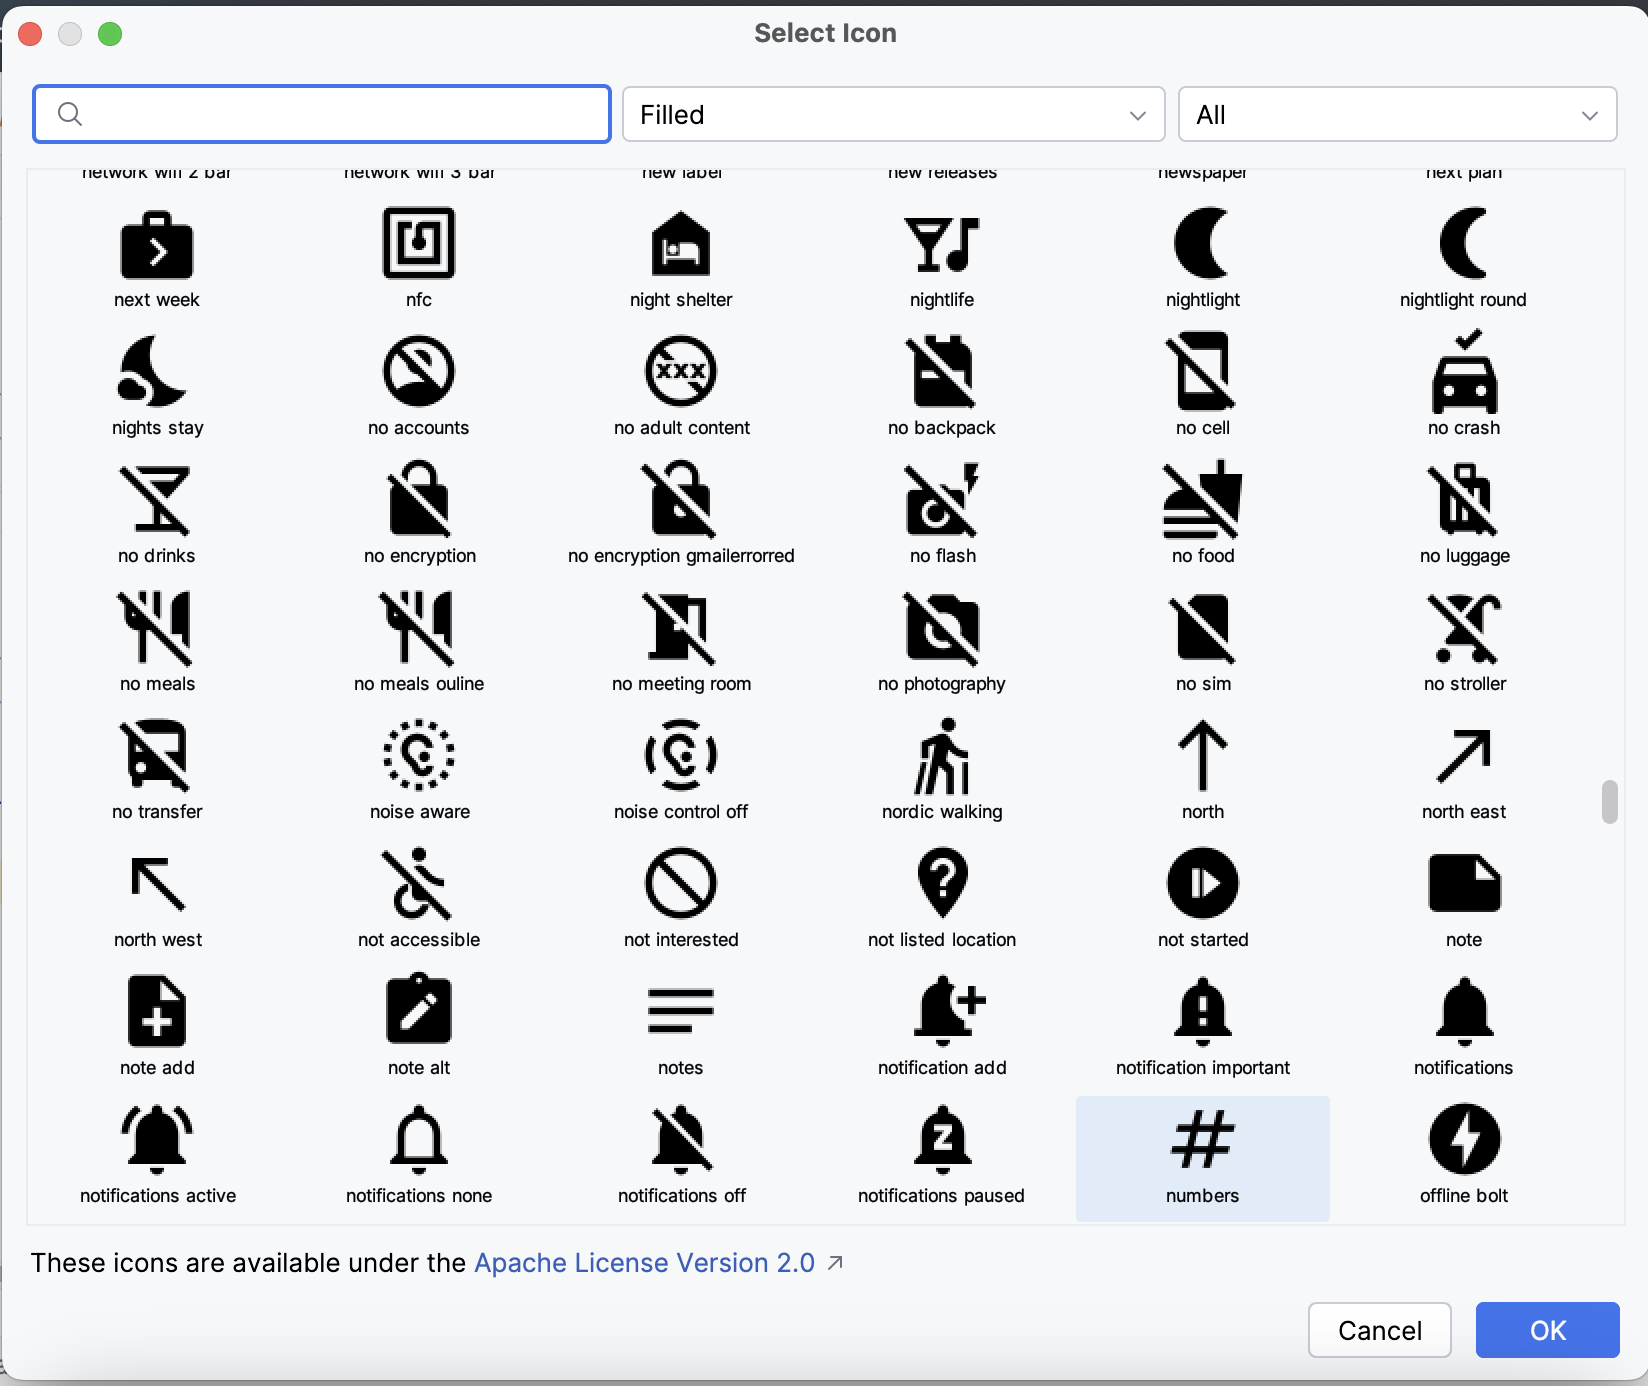 Select Icon
Filled
All
network wifi 2 bar network wifi 3 bar new label new releases newspaper next plan
next week nfc night shelter nightlife nightlight nightlight round
XXX
nights stay no accounts no adult content no backpack no cell no crash
no drinks no encryption no encryption gmailerrorred no flash no food no luggage
no meals no meals ouline no meeting room no photography no sim no stroller
no transfer noise aware noise control off nordic walking north north east
?
north west not accessible not interested not listed location not started note
note add note alt notes notification add notification important notifications
Z #
notifications active notifications none notifications off notifications paused numbers offline bolt
These icons are available under the Apache License Version 2.0 ↗
Cancel OK